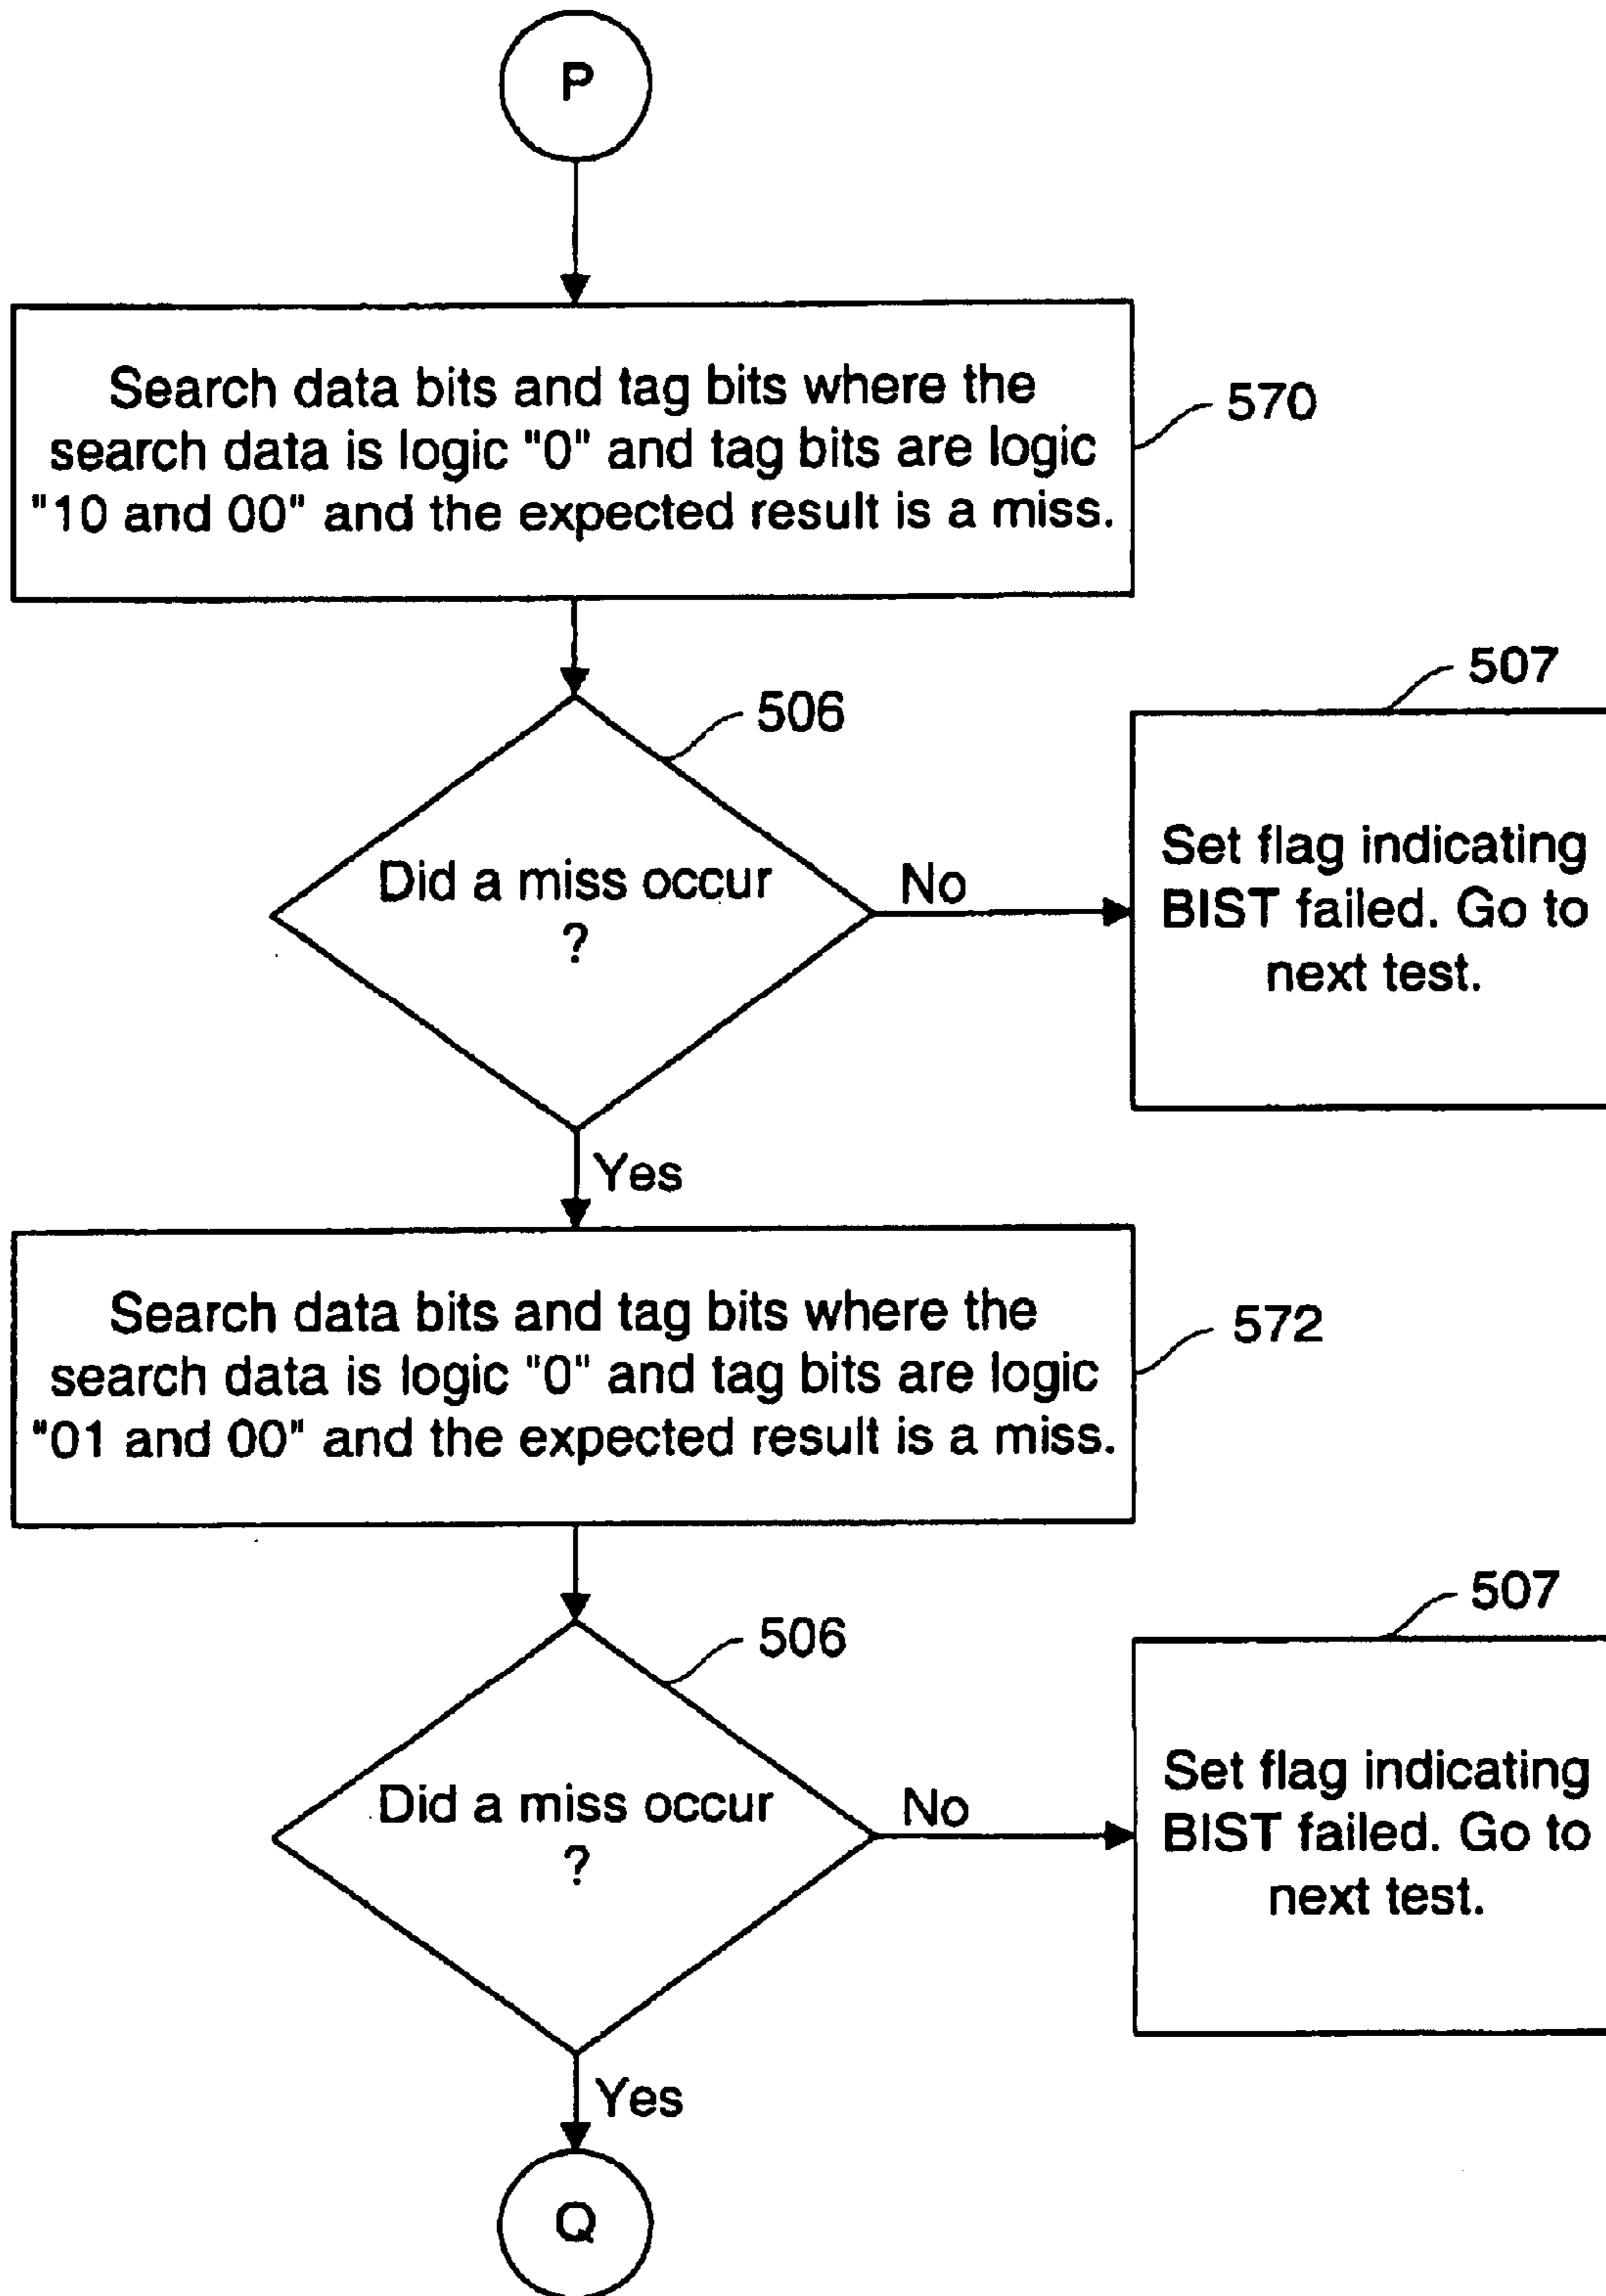 P
Search data bits and tag bits where the
search data is logic "0" and tag bits are logic
"10 and 00" and the expected result is a miss.
570
506
507
Did a miss occur
?
No
Set flag indicating
BIST failed. Go to
next test.
Yes
Search data bits and tag bits where the
search data is logic "0" and tag bits are logic
"01 and 00" and the expected result is a miss.
572
506
507
Did a miss occur
?
No
Set flag indicating
BIST failed. Go to
next test.
Yes
Q